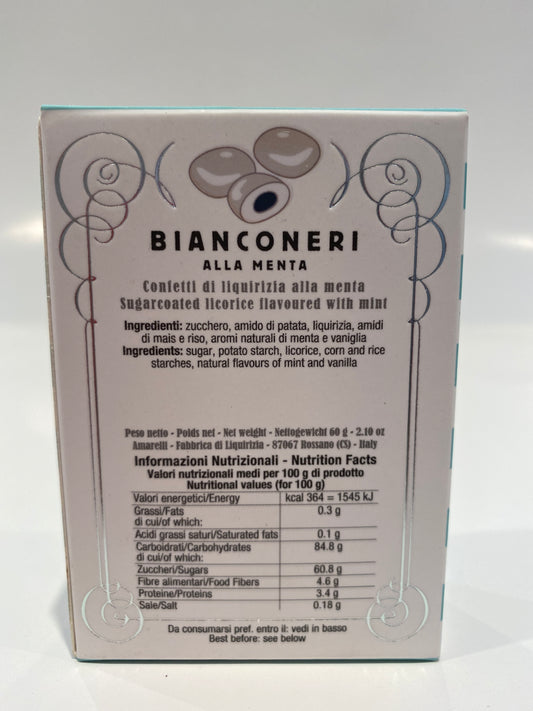 BIANCONERI
ALLA MENTA
Confetti di liquirizia alla menta
Sugarcoated licorice flavoured with mint
Ingredienti: zucchero, amido di patata, liquirizia, amidi
di mais e riso, aromi naturali di menta e vaniglia
Ingredients: sugar, potato starch, licorice, corn and rice
starches, natural flavours of mint and vanilla
Peso netto - Poids net - Net weight - Nettogewicht 60 g - 2.10 oz
Amarelli - Fabbrica di Liquirizia - 87067 Rossano (CS) - Italy
Informazioni Nutrizionali - Nutrition Facts
Valori nutrizionali medi per 100 g di prodotto
Nutritional values (for 100 g)
Valori energetici/Energy kcal 364 = 1545 kJ
Grassi/Fats 0.3 g
di cui/of which:
Acidi grassi saturi/Saturated fats 0.1 g
Carboidrati/Carbohydrates 84.8 g
di cui/of which:
Zuccheri/Sugars 60.8 g
Fibre alimentari/Food Fibers 4.6 g
Proteine/Proteins 3.4 g
Sale/Salt 0.18 g
Da consumarsi pref. entro il: vedi in basso
Best before: see below